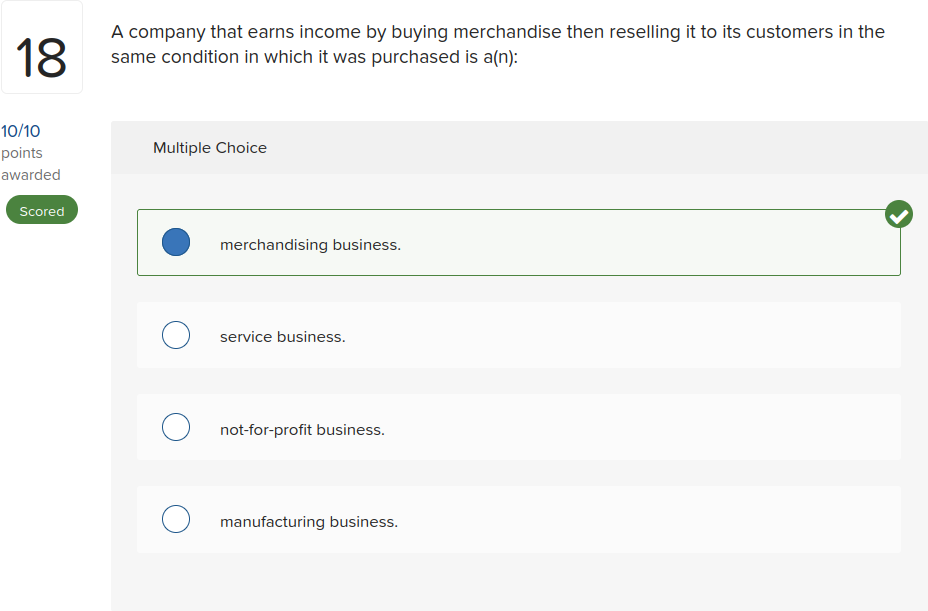 18
A company that earns income by buying merchandise then reselling it to its customers in the
same condition in which it was purchased is a(n):
10/10
points
awarded
Scored
Multiple Choice
merchandising business.
service business.
not-for-profit business.
manufacturing business.